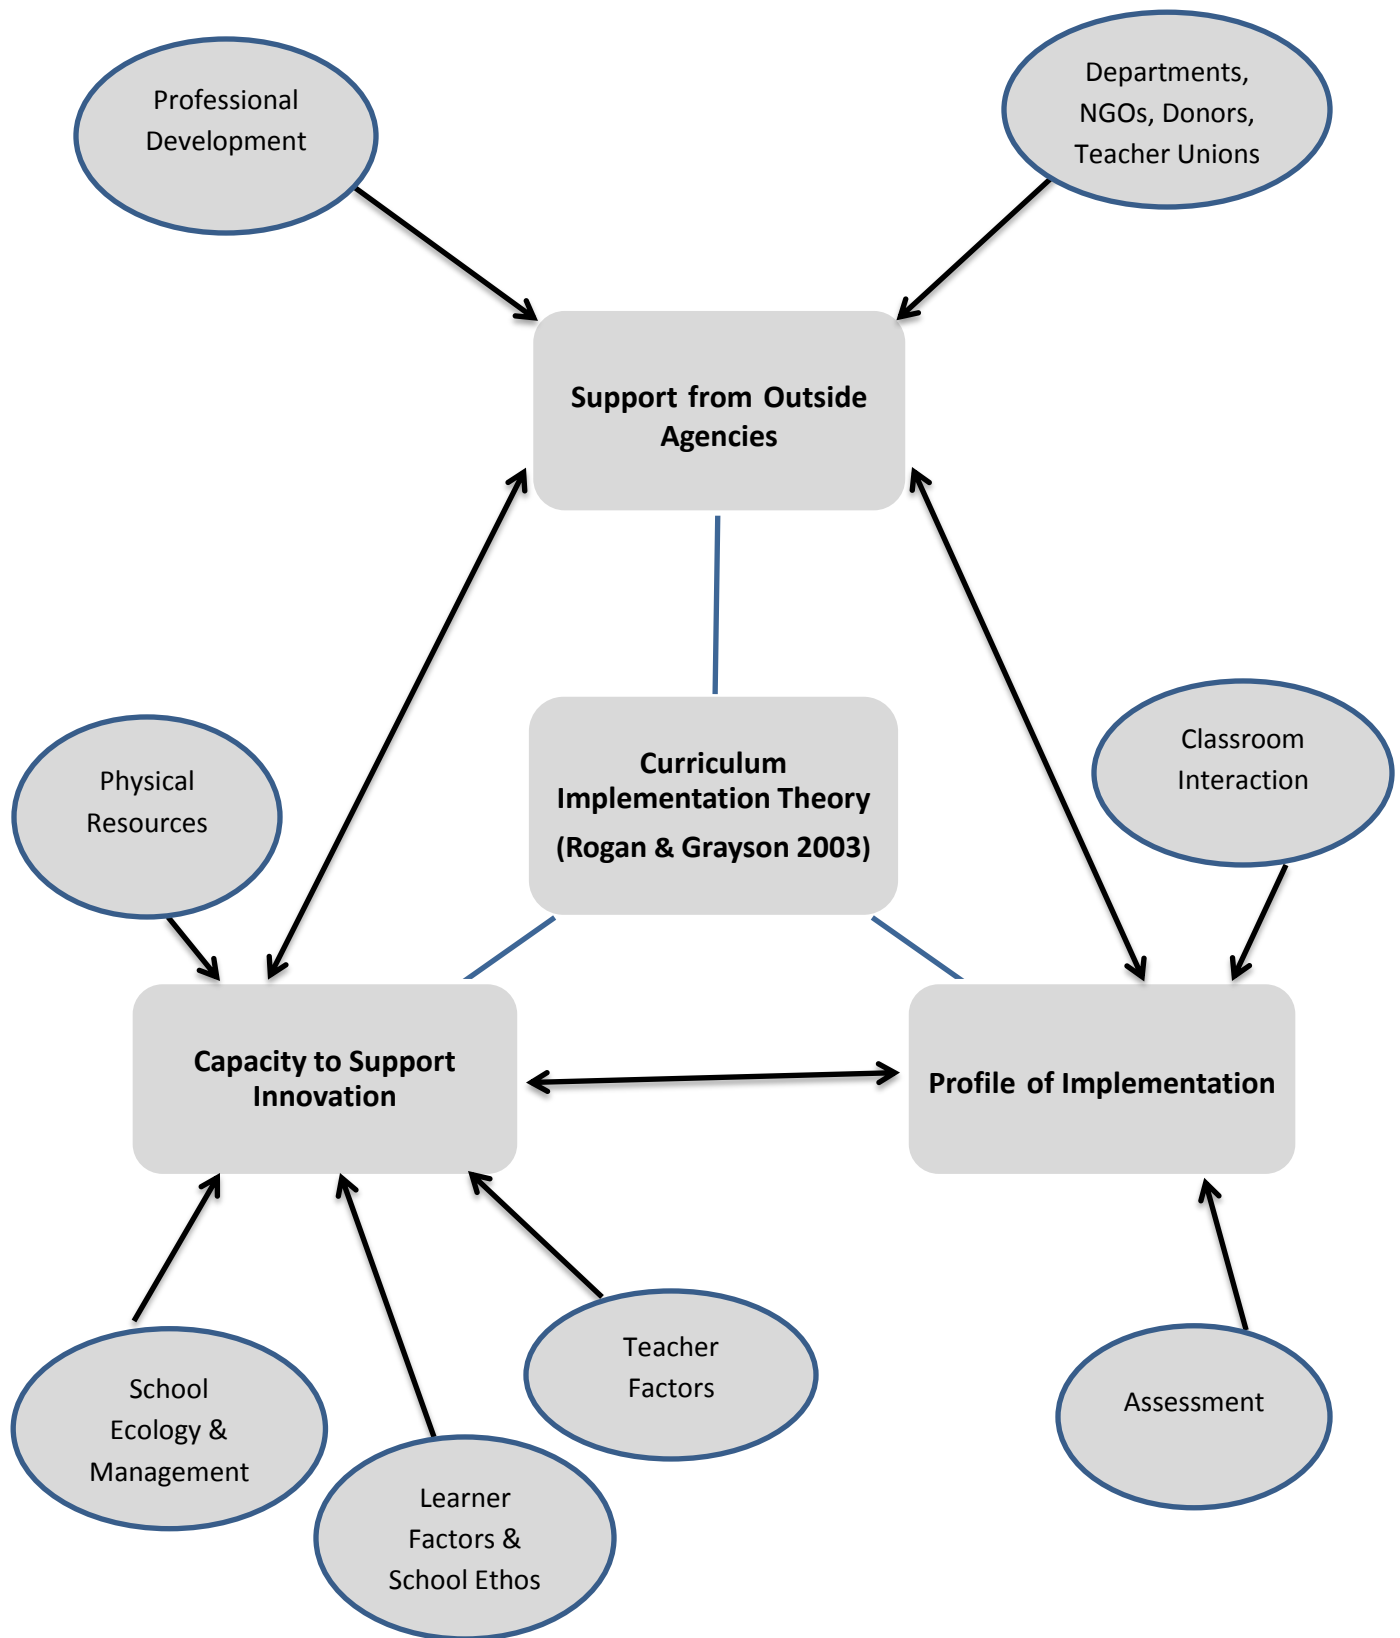 Professional
Development
Departments,
NGOs, Donors,
Teacher Unions
Support from Outside
Agencies
Curriculum
Implementation Theory
(Rogan & Grayson 2003)
Physical
Resources
Classroom
Interaction
Capacity to Support
Innovation
Profile of Implementation
School
Ecology &
Management
Learner
Factors &
School Ethos
Teacher
Factors
Assessment